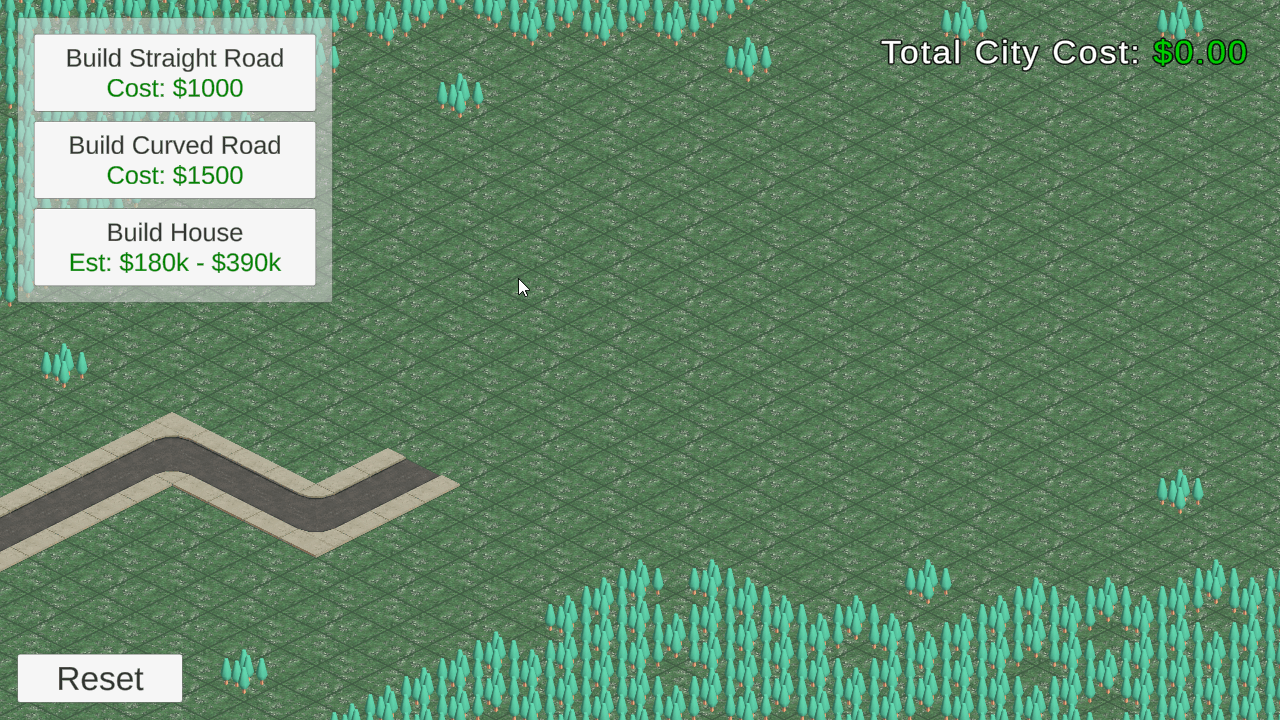 Build Straight Road
Cost: $1000
Build Curved Road
Cost: $1500
Build House
Est: $180k - $390k
Total City Cost: $0.00
Reset